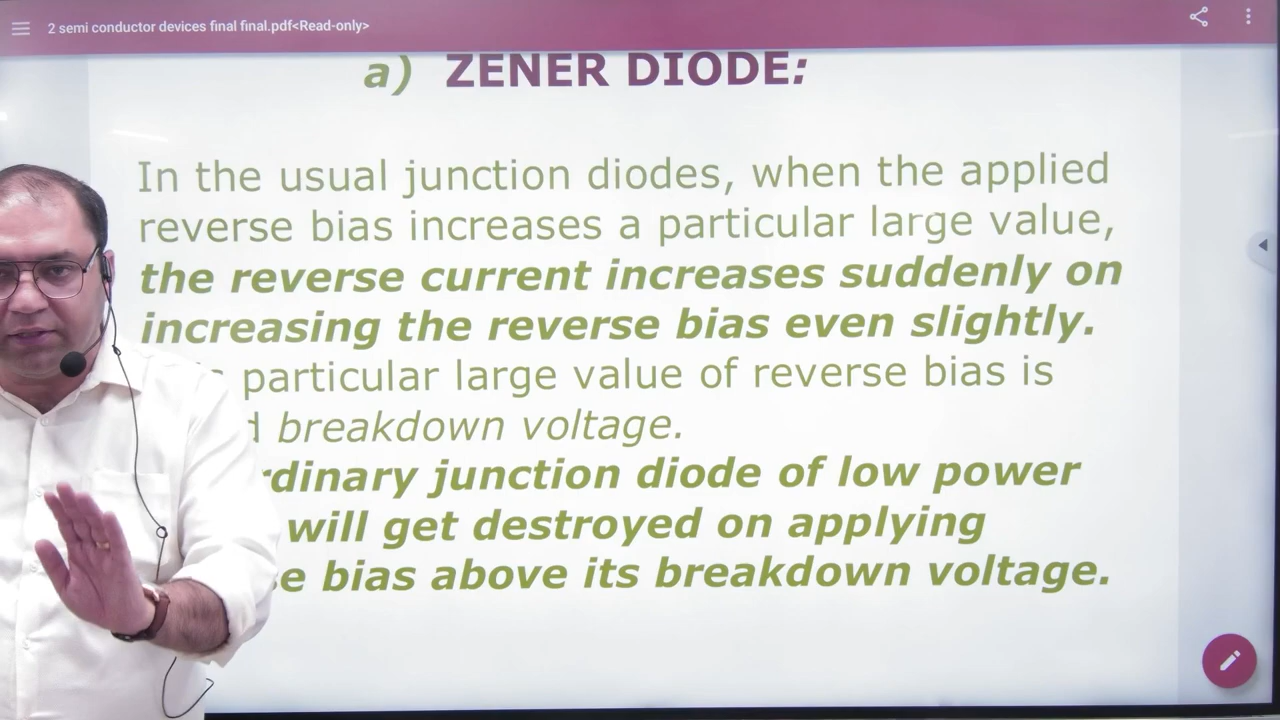 2 semi conductor devices final final.pdf<Read-only>
a) ZENER DIODE:
In the usual junction diodes, when the applied
reverse bias increases a particular large value,
the reverse current increases suddenly on
increasing the reverse bias even slightly.
particular large value of reverse bias is
breakdown voltage.
junction diode of low power
will get destroyed on applying
bias above its breakdown voltage.